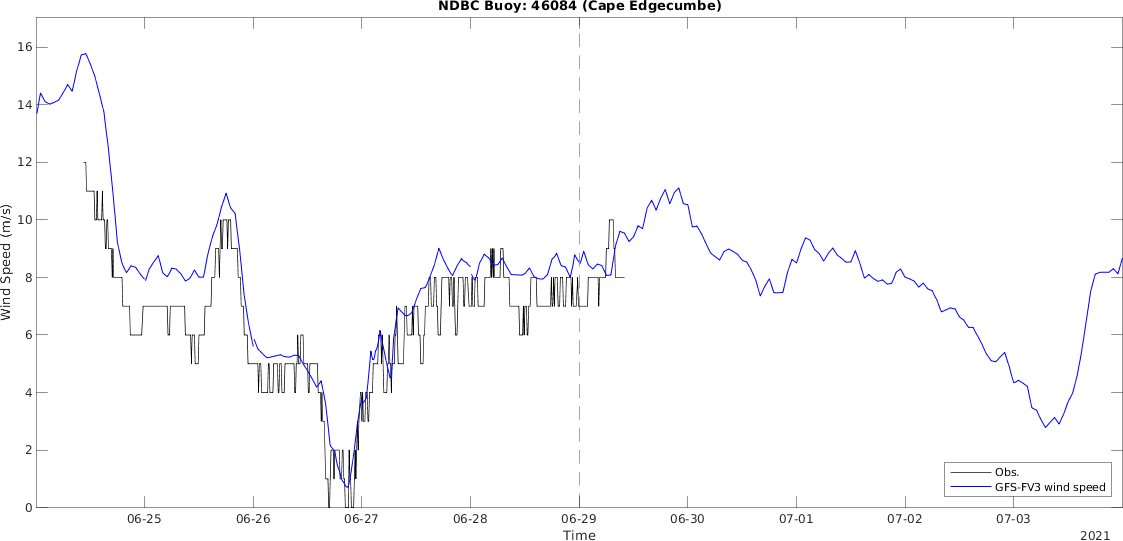 NDBC Buoy: 46084 (Cape Edgecumbe)
16
14
12
10
8
6
4
2
0
Wind Speed (m/s)
Obs.
GFS-FV3 wind speed
06-25 06-26 06-27 06-28 06-29 06-30 07-01 07-02 07-03
Time
2021